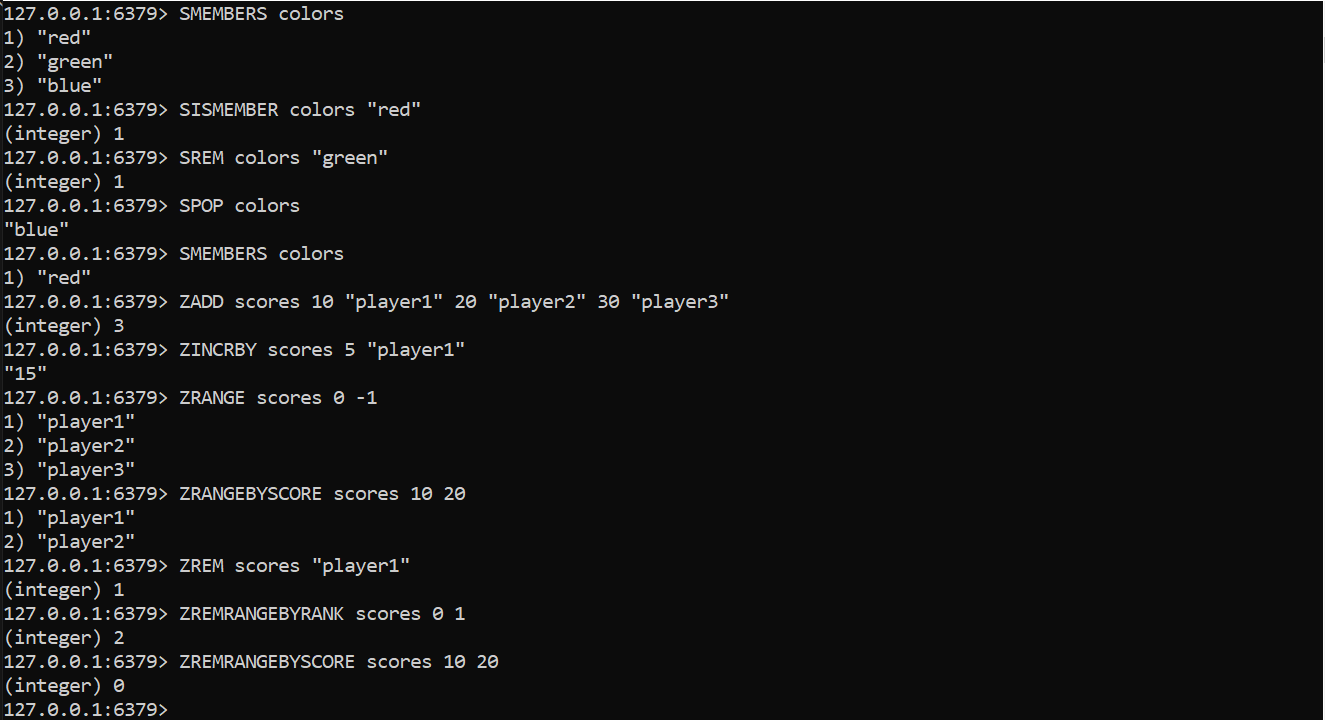 127.0.0.1:6379> SMEMBERS colors
1) "red"
2) "green"
3) "blue"
127.0.0.1:6379> SISMEMBER colors "red"
(integer) 1
127.0.0.1:6379> SREM colors "green"
(integer) 1
127.0.0.1:6379> SPOP colors
"blue"
127.0.0.1:6379> SMEMBERS colors
1) "red"
127.0.0.1:6379> ZADD scores 10 "player1" 20 "player2" 30 "player3"
(integer) 3
127.0.0.1:6379> ZINCRBY scores 5 "player1"
"15"
127.0.0.1:6379> ZRANGE scores 0 -1
1) "player1"
2) "player2"
3) "player3"
127.0.0.1:6379> ZRANGEBYSCORE scores 10 20
1) "player1"
2) "player2"
127.0.0.1:6379> ZREM scores "player1"
(integer) 1
127.0.0.1:6379> ZREMRANGEBYRANK scores 0 1
(integer) 2
127.0.0.1:6379> ZREMRANGEBYSCORE scores 10 20
(integer) 0
127.0.0.1:6379>